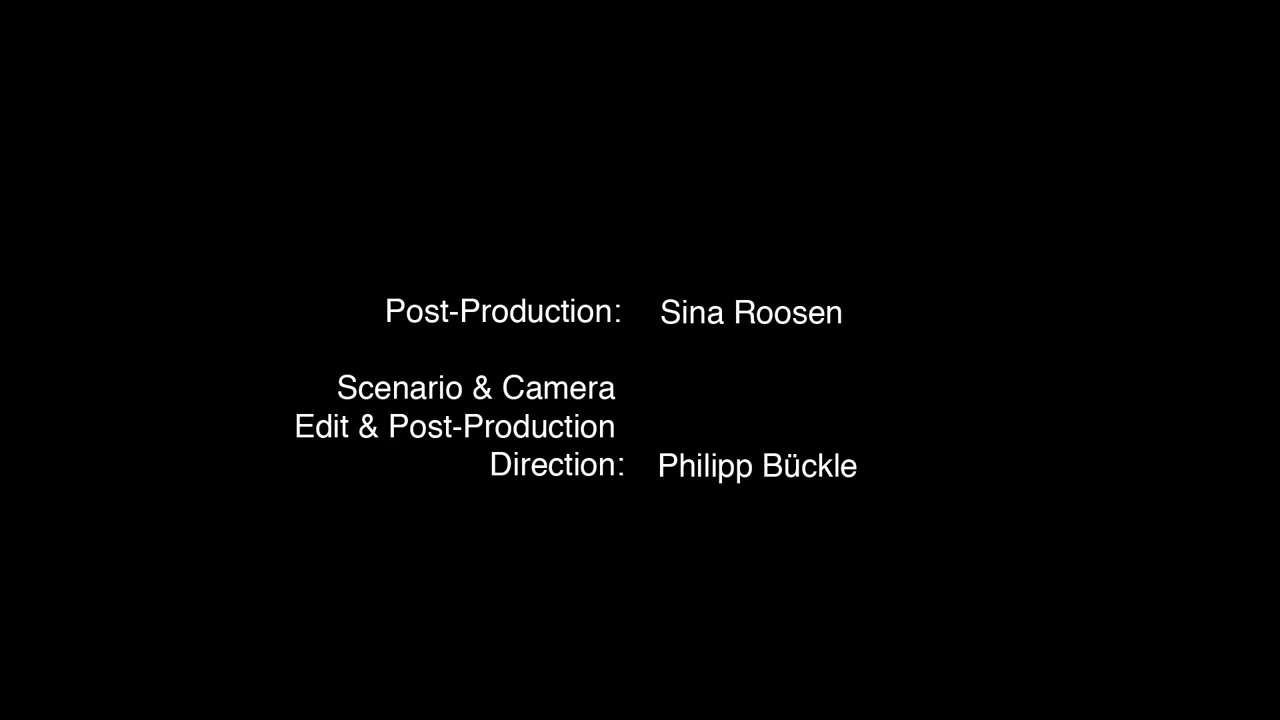 Post-Production: Sina Roosen
Scenario & Camera
Edit & Post-Production
Direction: Philipp Bückle